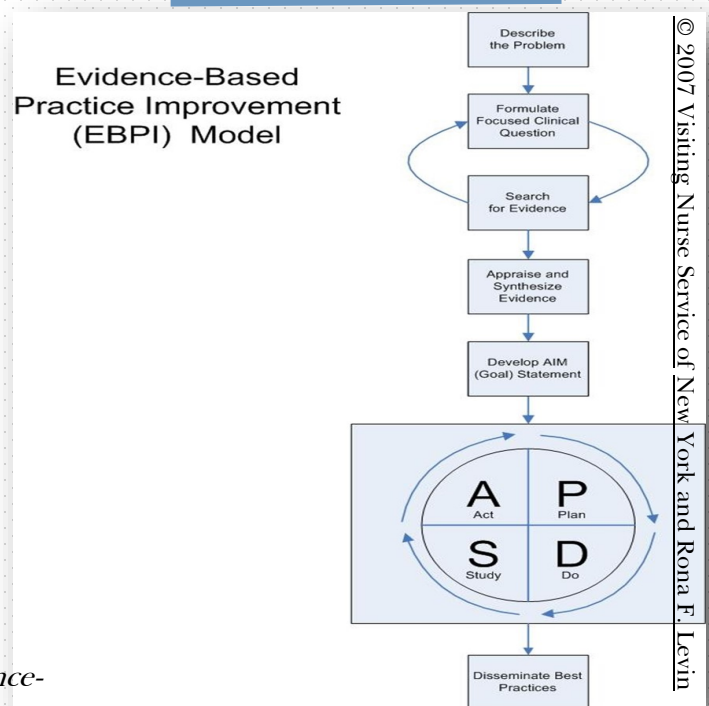 Evidence-Based
Practice Improvement
(EBPI) Model
Describe
the Problem
Formulate
Focused Clinical
Question
Search
for Evidence
Appraise and
Synthesize
Evidence
Develop AIM
(Goal) Statement
A
Act
P
Plan
S
Study
D
Do
Disseminate Best
Practices
© 2007 Visiting Nurse Service of New York and Rona F. Levin
nce-